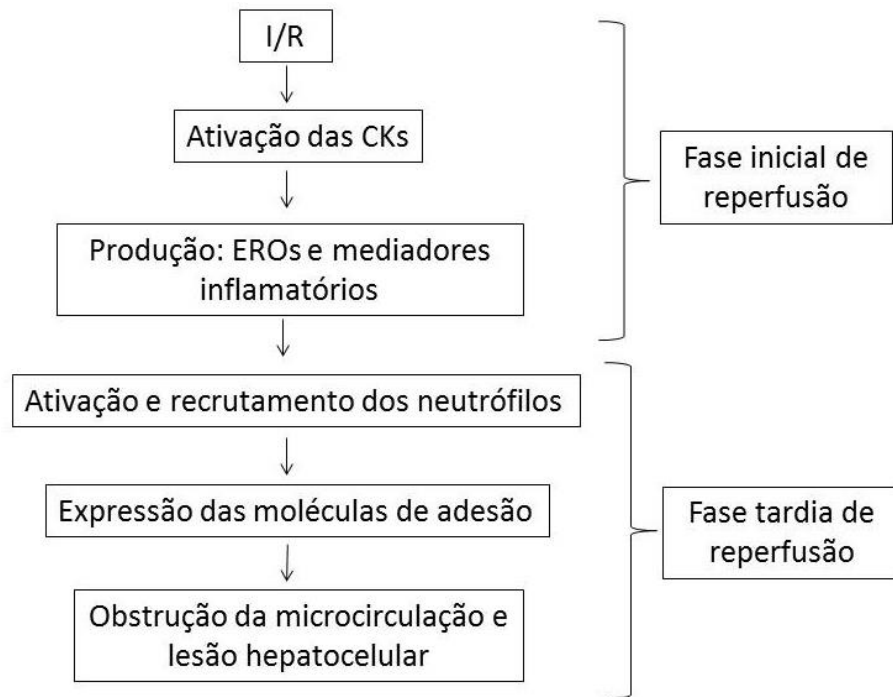 I/R
Ativação das CKs
Produção: EROs e mediadores
inflamatórios
Fase inicial de
reperfusão
Ativação e recrutamento dos neutrófilos
Expressão das moléculas de adesão
Obstrução da microcirculação e
lesão hepatocelular
Fase tardia de
reperfusão